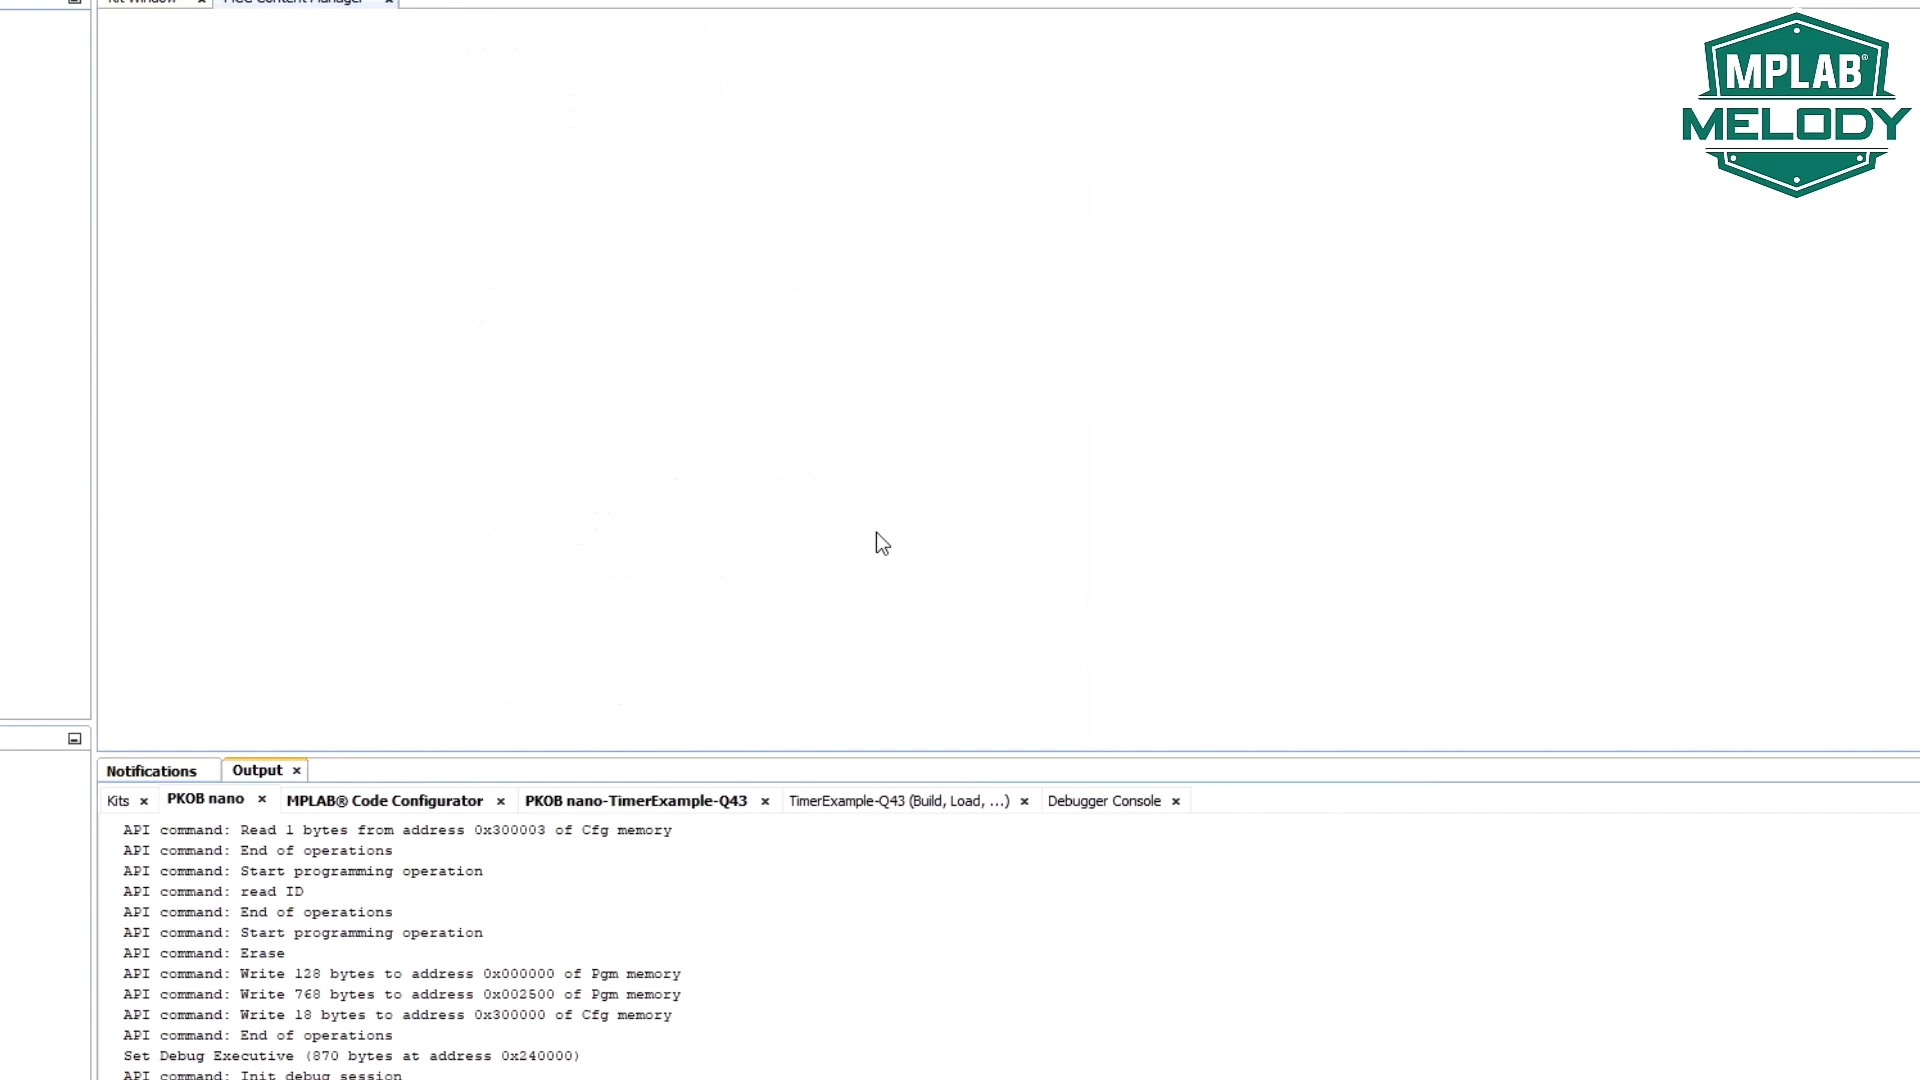 Kit Window × MCC Content Manager ×
MPLAB®
MELODY
Notifications Output ×
Kits × PKOB nano × MPLAB® Code Configurator × PKOB nano-TimerExample-Q43 × TimerExample-Q43 (Build, Load, ...) × Debugger Console ×
API command: Read 1 bytes from address 0x300003 of Cfg memory
API command: End of operations
API command: Start programming operation
API command: read ID
API command: End of operations
API command: Start programming operation
API command: Erase
API command: Write 128 bytes to address 0x000000 of Pgm memory
API command: Write 768 bytes to address 0x002500 of Pgm memory
API command: Write 18 bytes to address 0x300000 of Cfg memory
API command: End of operations
Set Debug Executive (870 bytes at address 0x240000)
API command: Init debug session